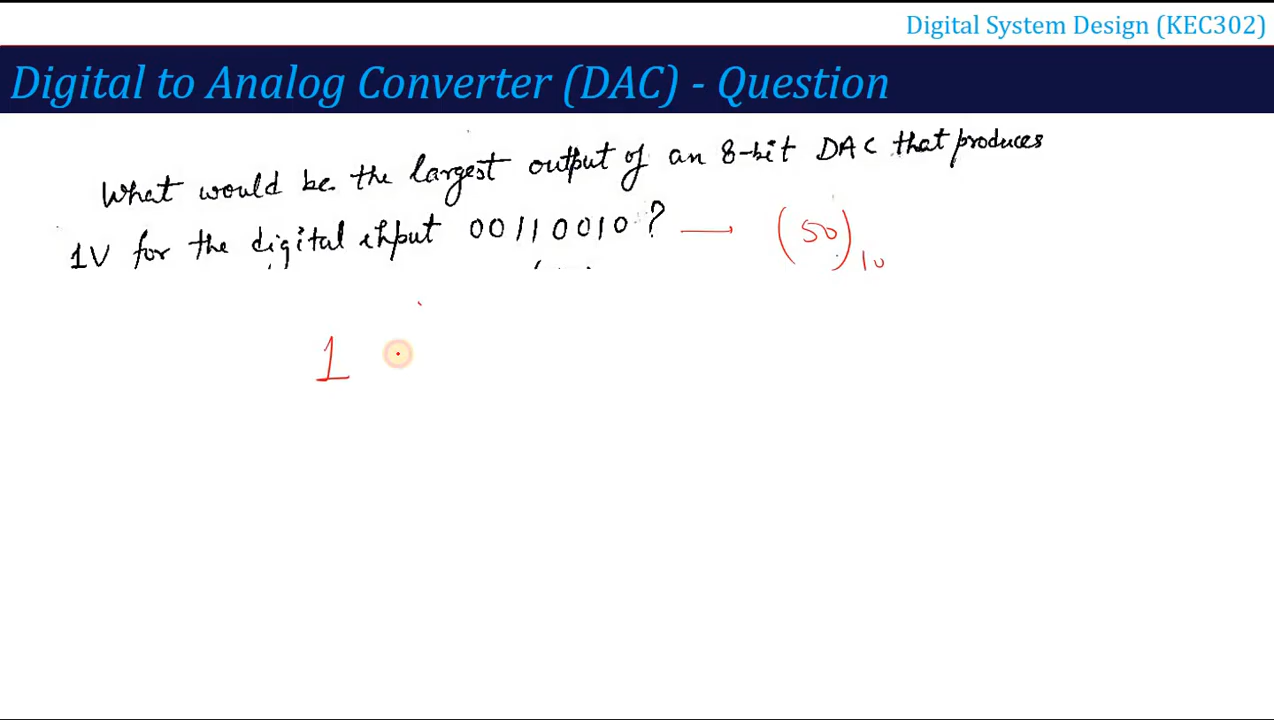 Digital System Design (KEC302)
Digital to Analog Converter (DAC) - Question
What would be the largest output of an 8-bit DAC that produces
1V for the digital input 00110010? → (50)10
1